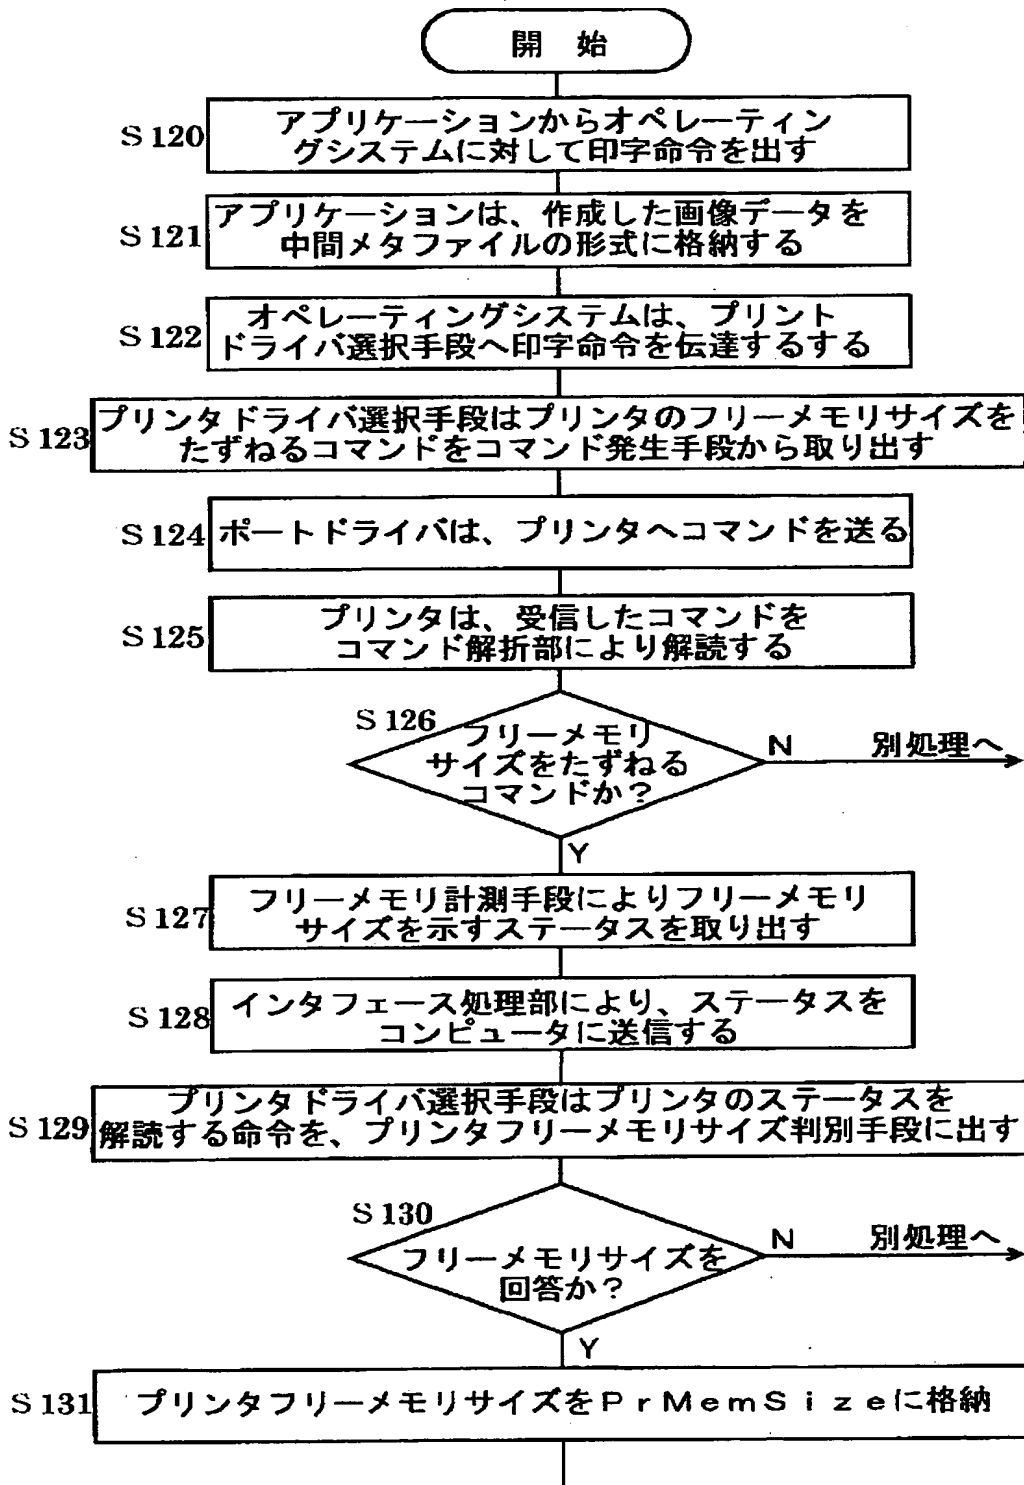 開 始
S120
アプリケーションからオペレーティン
グシステムに対して印字命令を出す
S121
アプリケーションは、作成した画像データを
中間メタファイルの形式に格納する
S122
オペレーティングシステムは、プリント
ドライバ選択手段へ印字命令を伝達するする
S123
プリンタドライバ選択手段はプリンタのフリーメモリサイズを
たずねるコマンドをコマンド発生手段から取り出す
S124
ポートドライバは、プリンタへコマンドを送る
S125
プリンタは、受信したコマンドを
コマンド解折部により解読する
S126
フリーメモリ
サイズをたずねる
コマンドか?
N 別処理へ
Y
S127
フリーメモリ計測手段によりフリーメモリ
サイズを示すステータスを取り出す
S128
インタフェース処理部により、ステータスを
コンピュータに送信する
S129
プリンタドライバ選択手段はプリンタのステータスを
解読する命令を、プリンタフリーメモリサイズ判別手段に出す
S130
フリーメモリサイズを
回答か?
N 別処理へ
Y
S131
プリンタフリーメモリサイズをPrMemSizeに格納